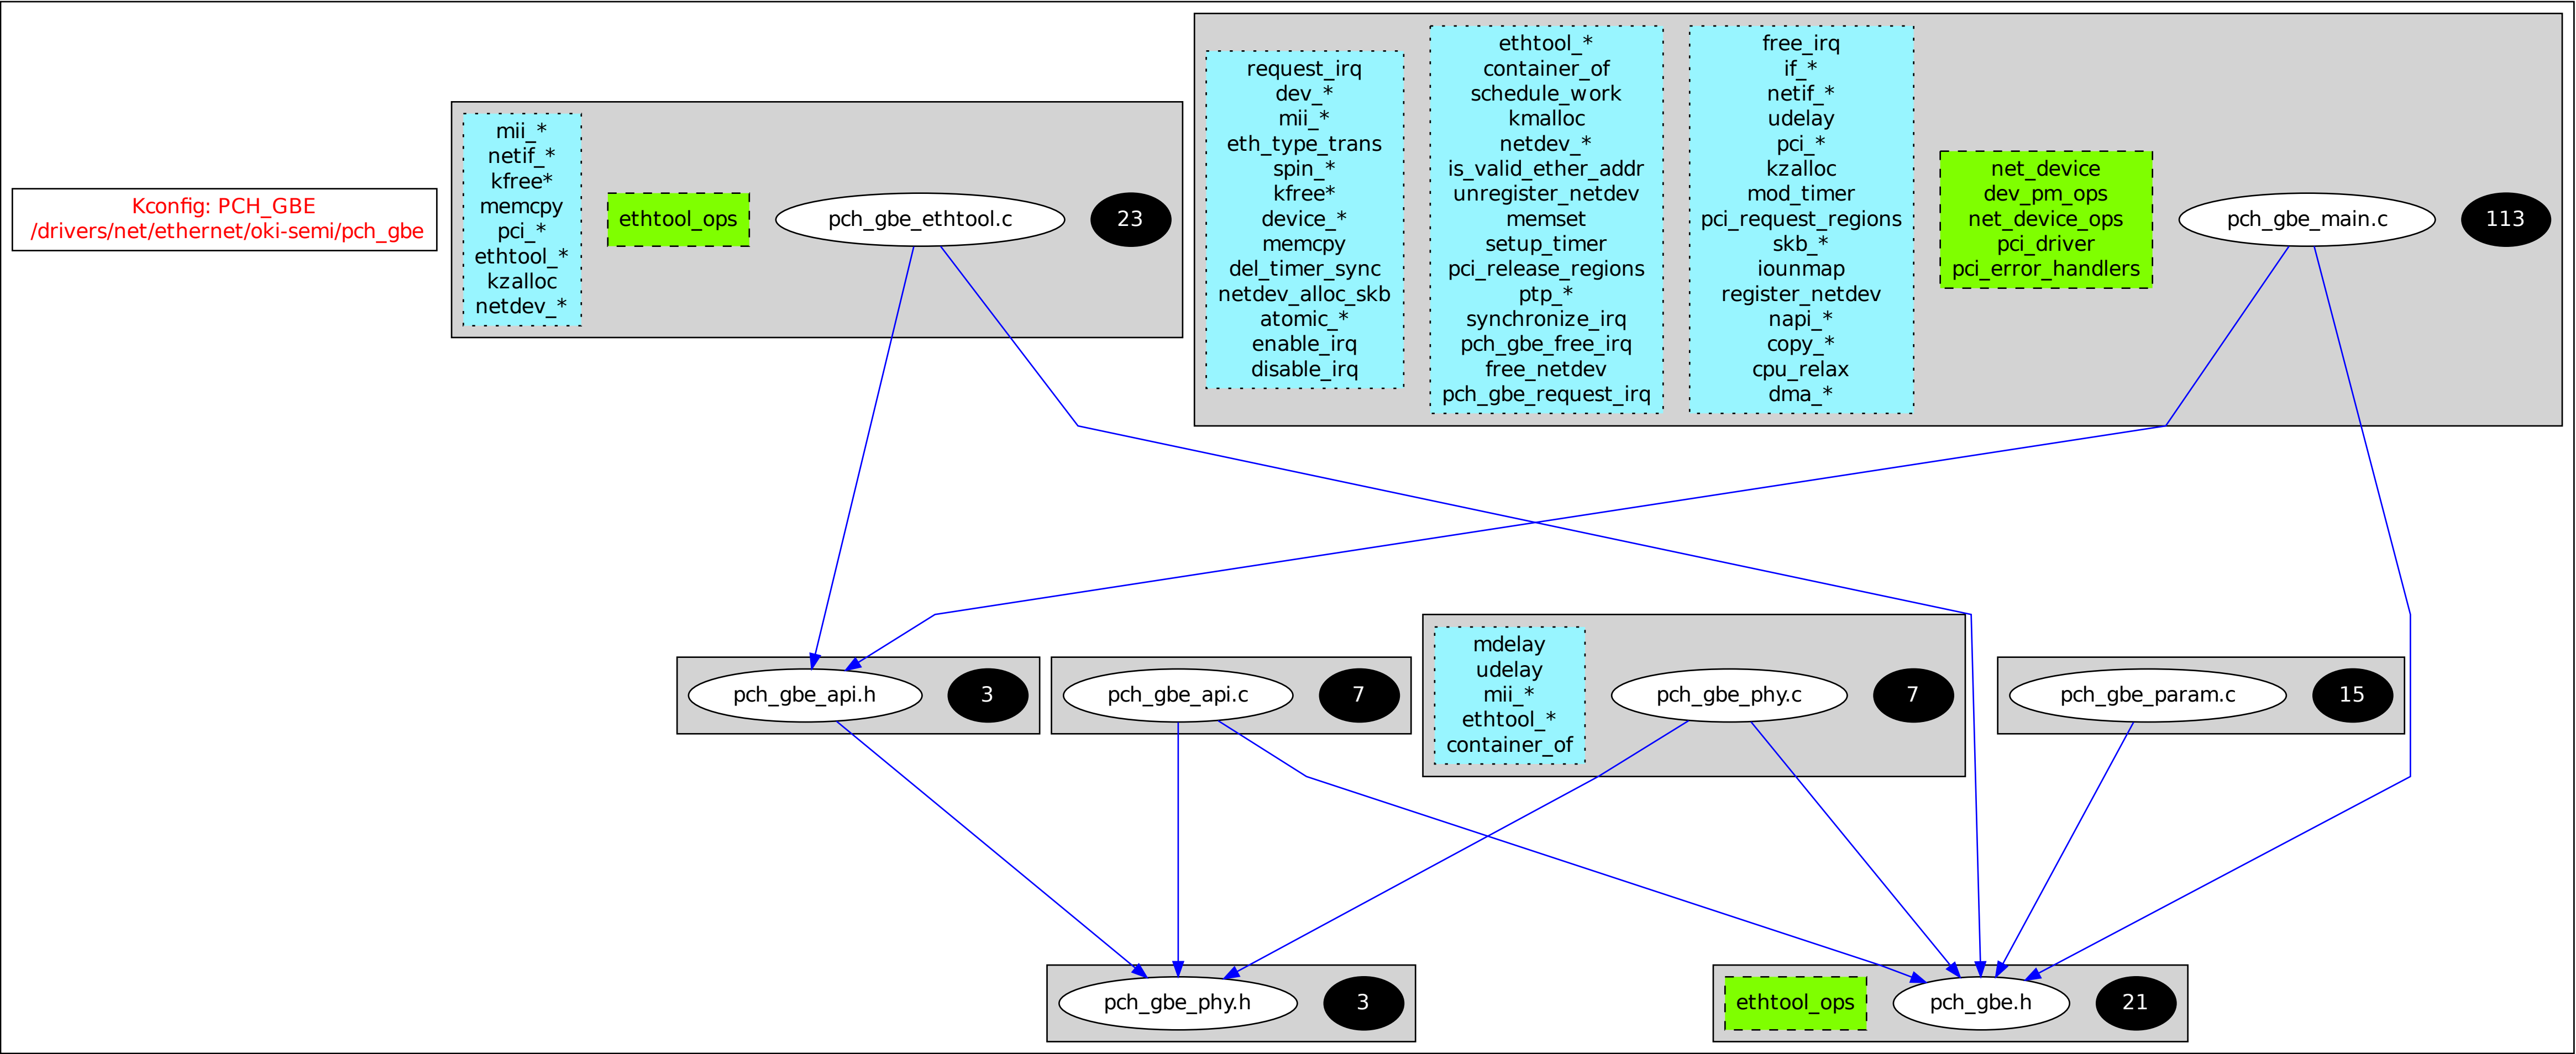 Kconfig: PCH_GBE
/drivers/net/ethernet/oki-semi/pch_gbe
mii_*
netif_*
kfree*
memcpy
pci_*
ethtool_*
kzalloc
netdev_*
ethtool_ops
pch_gbe_ethtool.c
23
request_irq
dev_*
mii_*
eth_type_trans
spin_*
kfree*
device_*
memcpy
del_timer_sync
netdev_alloc_skb
atomic_*
enable_irq
disable_irq
ethtool_*
container_of
schedule_work
kmalloc
netdev_*
is_valid_ether_addr
unregister_netdev
memset
setup_timer
pci_release_regions
ptp_*
synchronize_irq
pch_gbe_free_irq
free_netdev
pch_gbe_request_irq
free_irq
if_*
netif_*
udelay
pci_*
kzalloc
mod_timer
pci_request_regions
skb_*
iounmap
register_netdev
napi_*
copy_*
cpu_relax
dma_*
net_device
dev_pm_ops
net_device_ops
pci_driver
pci_error_handlers
pch_gbe_main.c
113
pch_gbe_api.h
3
pch_gbe_api.c
7
mdelay
udelay
mii_*
ethtool_*
container_of
pch_gbe_phy.c
7
pch_gbe_param.c
15
pch_gbe_phy.h
3
ethtool_ops
pch_gbe.h
21